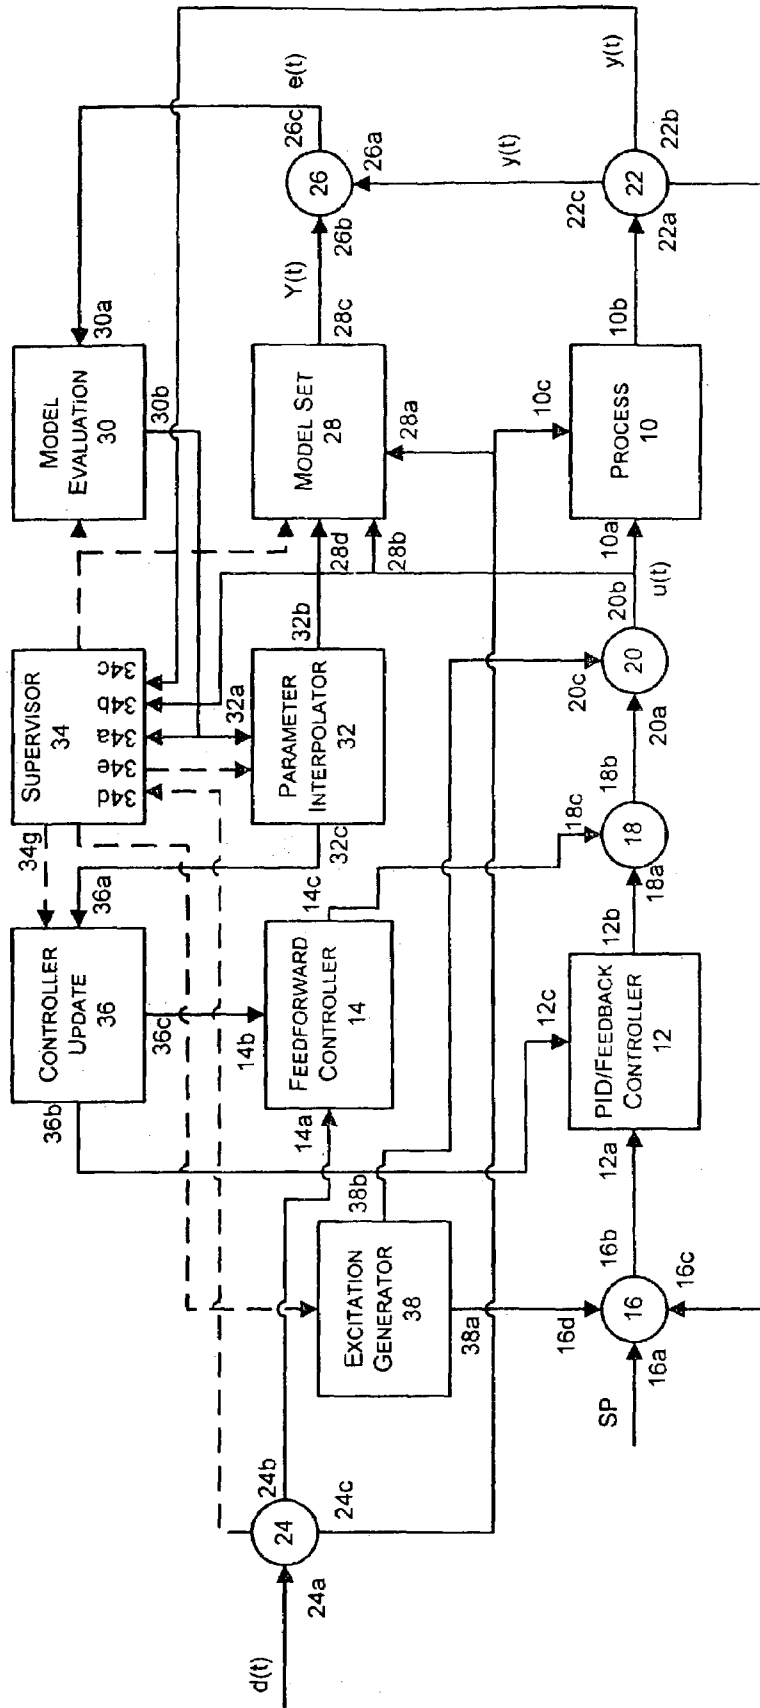 SUPERVISOR
34
34g
34d
34e
34a
34b
34c
MODEL
EVALUATION
30
30a
30b
CONTROLLER
UPDATE
36
36a
36b
36c
PARAMETER
INTERPOLATOR
32
32a
32b
32c
MODEL SET
28
28a
28b
28c
28d
Y(t)
26
26a
26b
26c
e(t)
y(t)
y(t)
FEEDFORWARD
CONTROLLER
14
14a
14b
14c
EXCITATION
GENERATOR
38
38a
38b
d(t)
24
24a
24b
24c
SP
16
16a
16b
16c
16d
PID/FEEDBACK
CONTROLLER
12
12a
12b
12c
18
18a
18b
18c
20
20a
20b
20c
u(t)
PROCESS
10
10a
10b
10c
22
22a
22b
22c